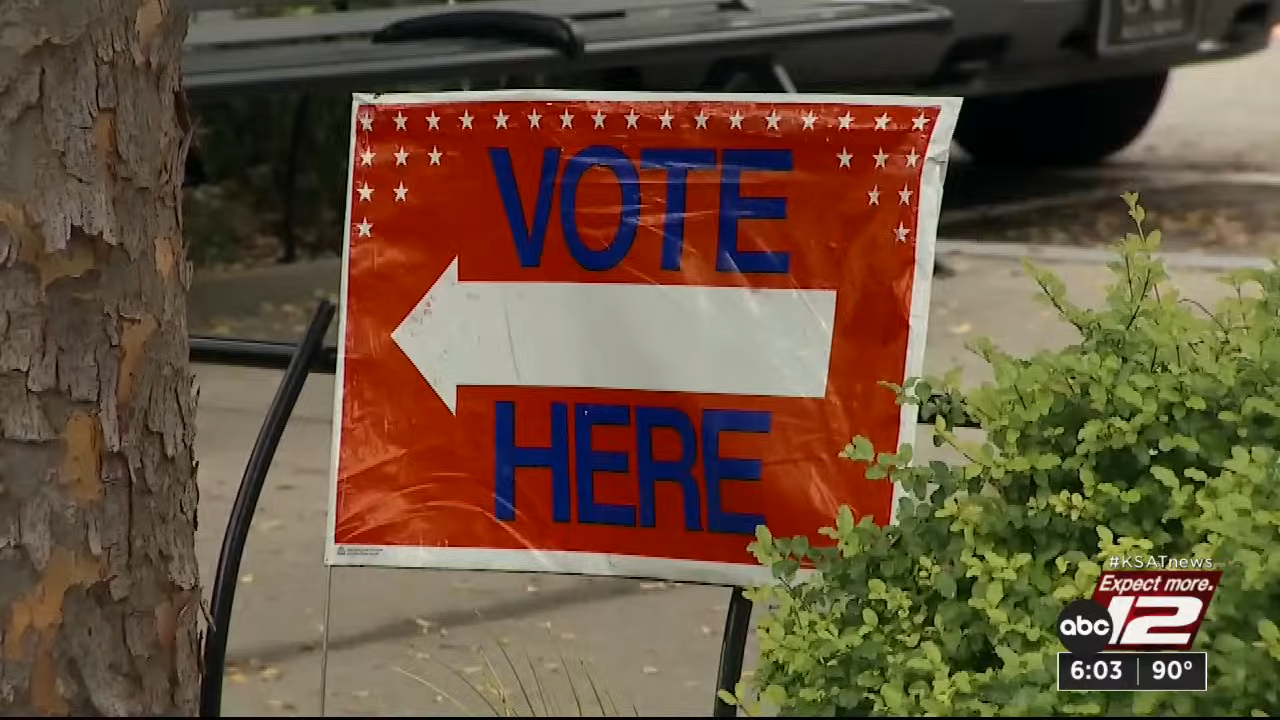 VOTE
HERE
#KSATnews
Expect more.
abc 12
6:03 90°